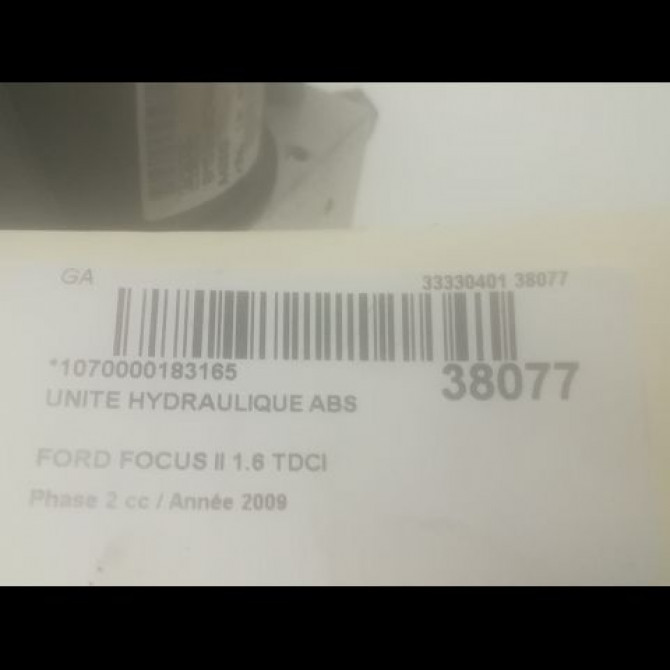 GA
33330401 38077
*1070000183165
38077
UNITE HYDRAULIQUE ABS
FORD FOCUS II 1.6 TDCI
Phase 2 cc / Année 2009